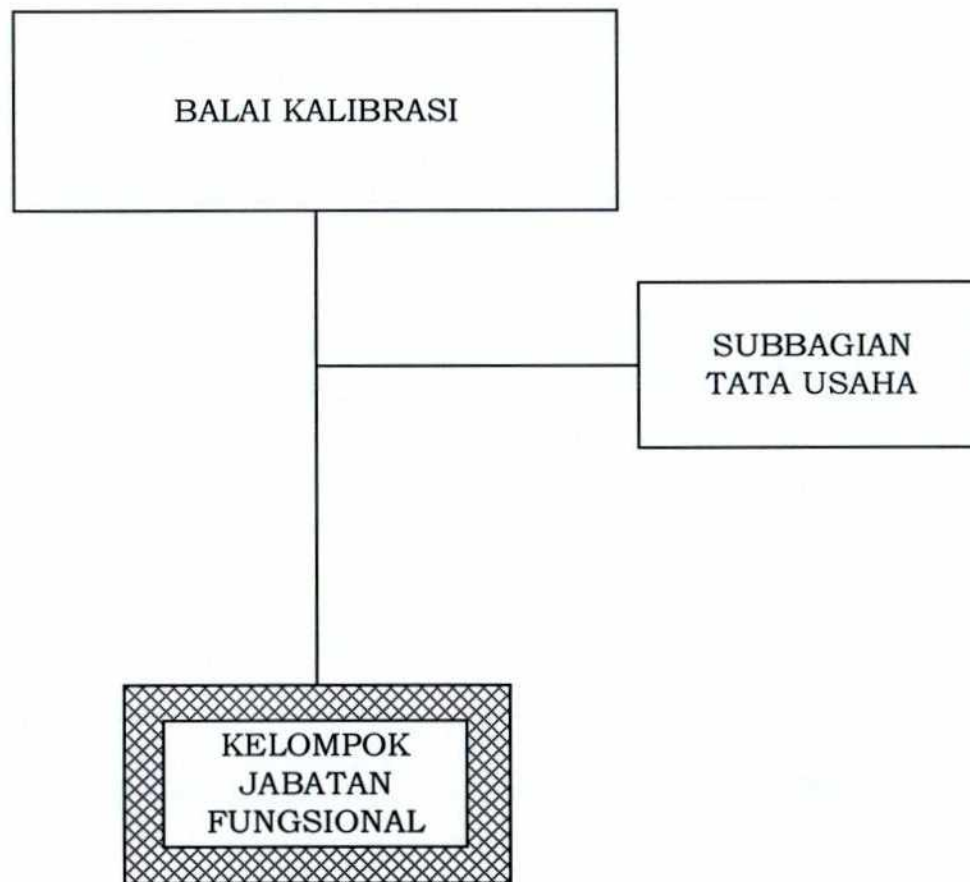 BALAI KALIBRASI
SUBBAGIAN
TATA USAHA
KELOMPOK
JABATAN
FUNGSIONAL